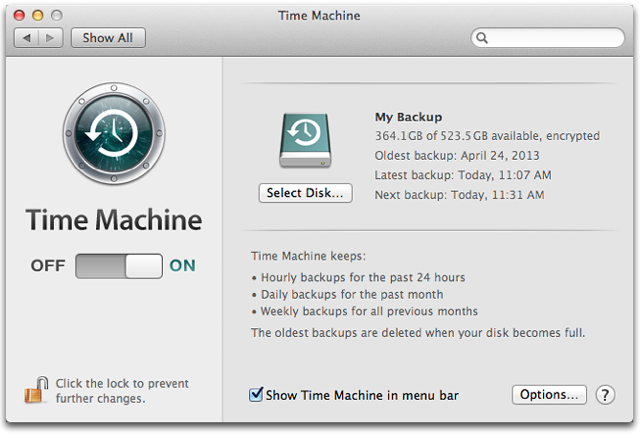 Time Machine
Show All
My Backup
364.1GB of 523.5GB available, encrypted
Oldest backup: April 24, 2013
Latest backup: Today, 11:07 AM
Next backup: Today, 11:31 AM
Select Disk...
Time Machine
OFF ON
Time Machine keeps:
• Hourly backups for the past 24 hours
• Daily backups for the past month
• Weekly backups for all previous months
The oldest backups are deleted when your disk becomes full.
Click the lock to prevent
further changes.
Show Time Machine in menu bar
Options...
?